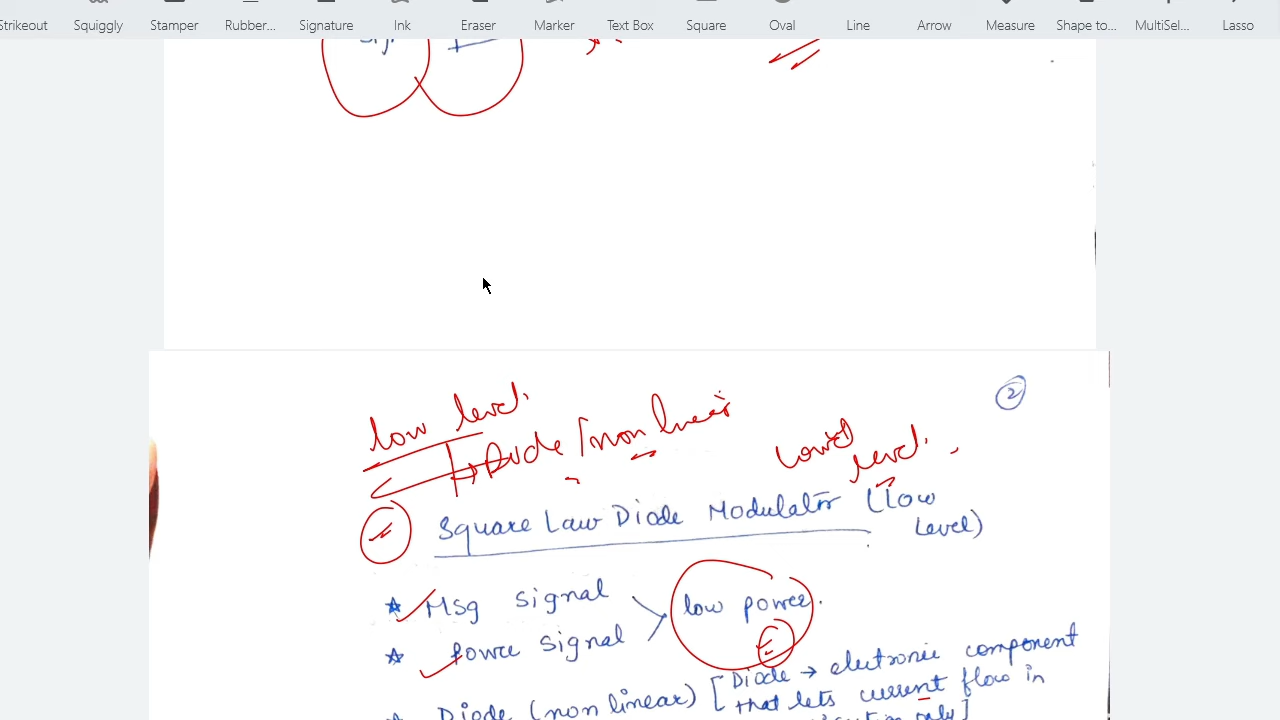 Strikeout Squiggly Stamper Rubber... Signature Ink Eraser Marker Text Box Square Oval Line Arrow Measure Shape to... MultiSel... Lasso
2
low level.
Diode / non linear
level.
Square Law Diode Modulator (low
Level)
Msg signal
low power.
Power signal
Diode (non linear) [Diode → electronic component
that lets current flow in
only]